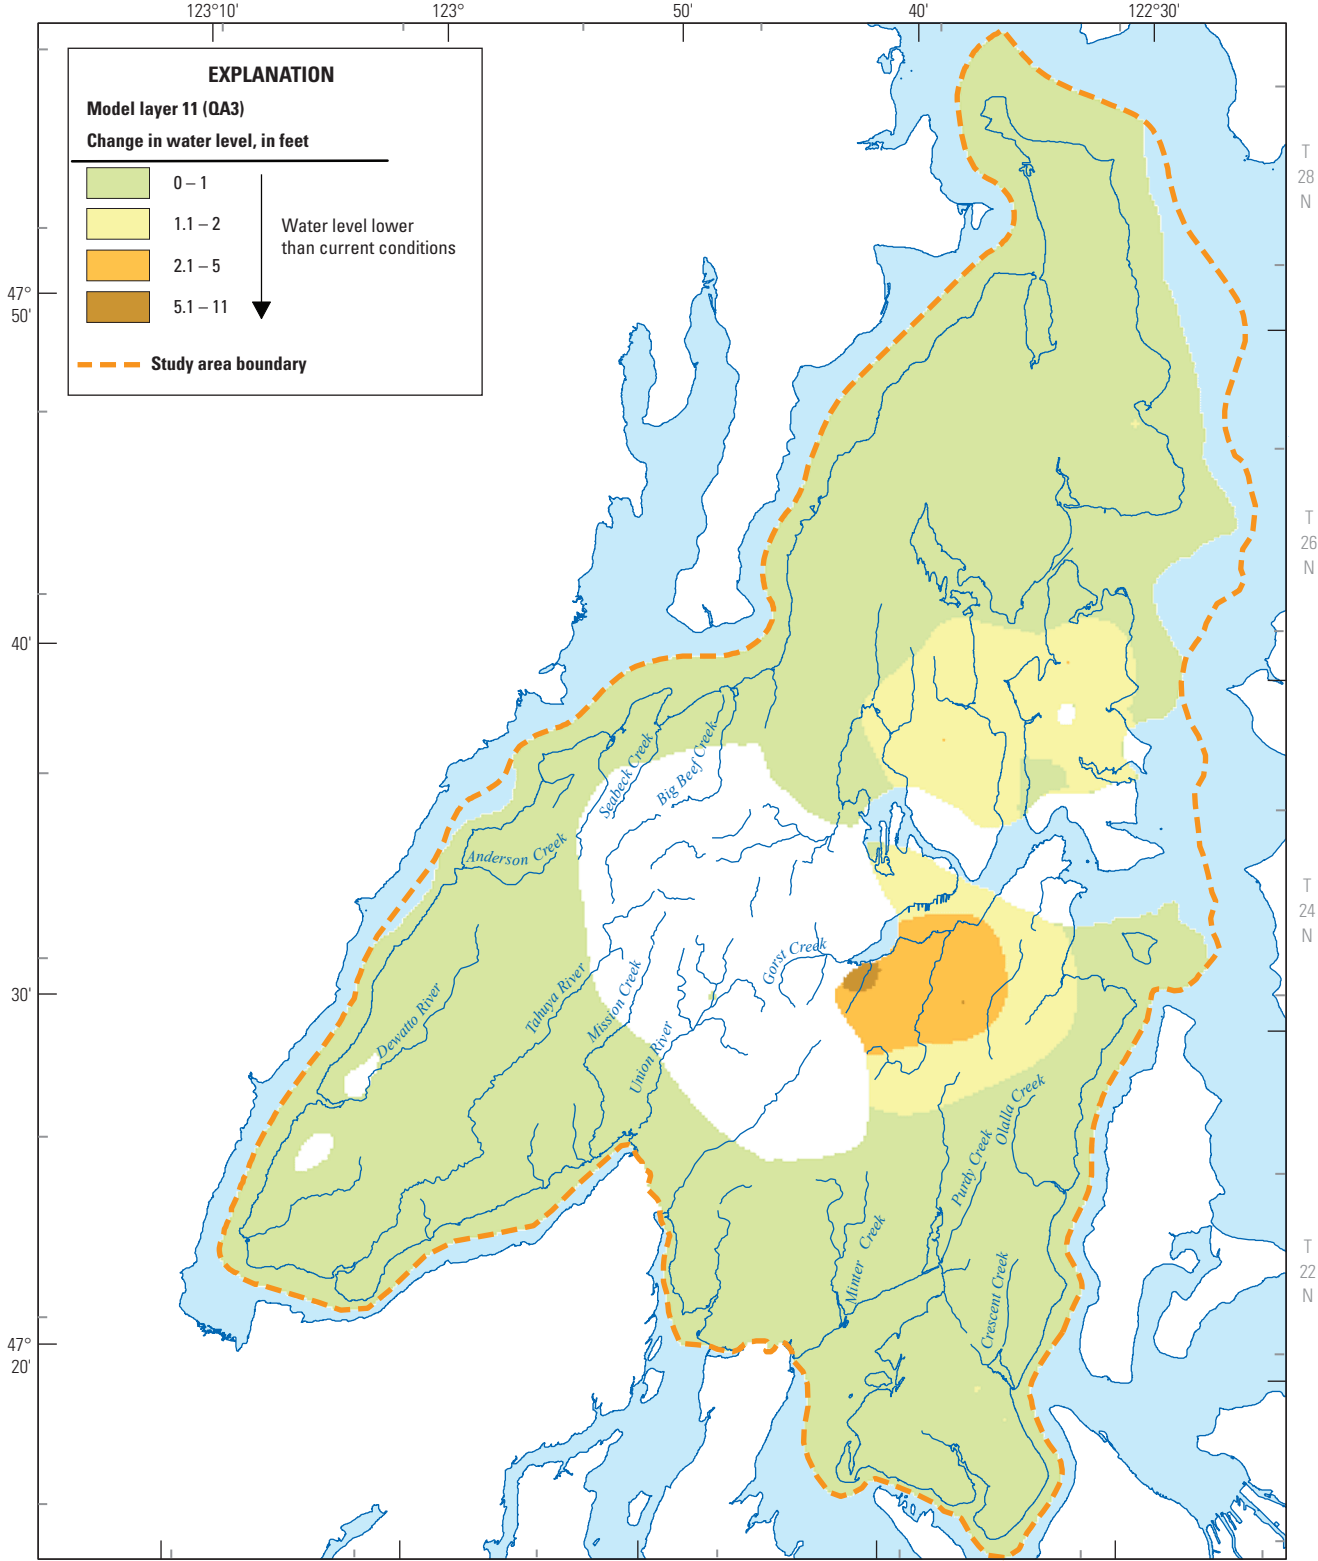 123°10'
123°
50'
40'
122°30'
EXPLANATION
Model layer 11 (QA3)
Change in water level, in feet
0 – 1
1.1 – 2
2.1 – 5
5.1 – 11
Water level lower
than current conditions
Study area boundary
T
28
N
47°
50'
T
26
N
40'
Seabeck Creek
Big Beef Creek
Anderson Creek
T
24
N
Gorst Creek
30'
Dewatto River
Tahuya River
Mission Creek
Union River
Olalla Creek
Purdy Creek
Minter Creek
Crescent Creek
T
22
N
47°
20'